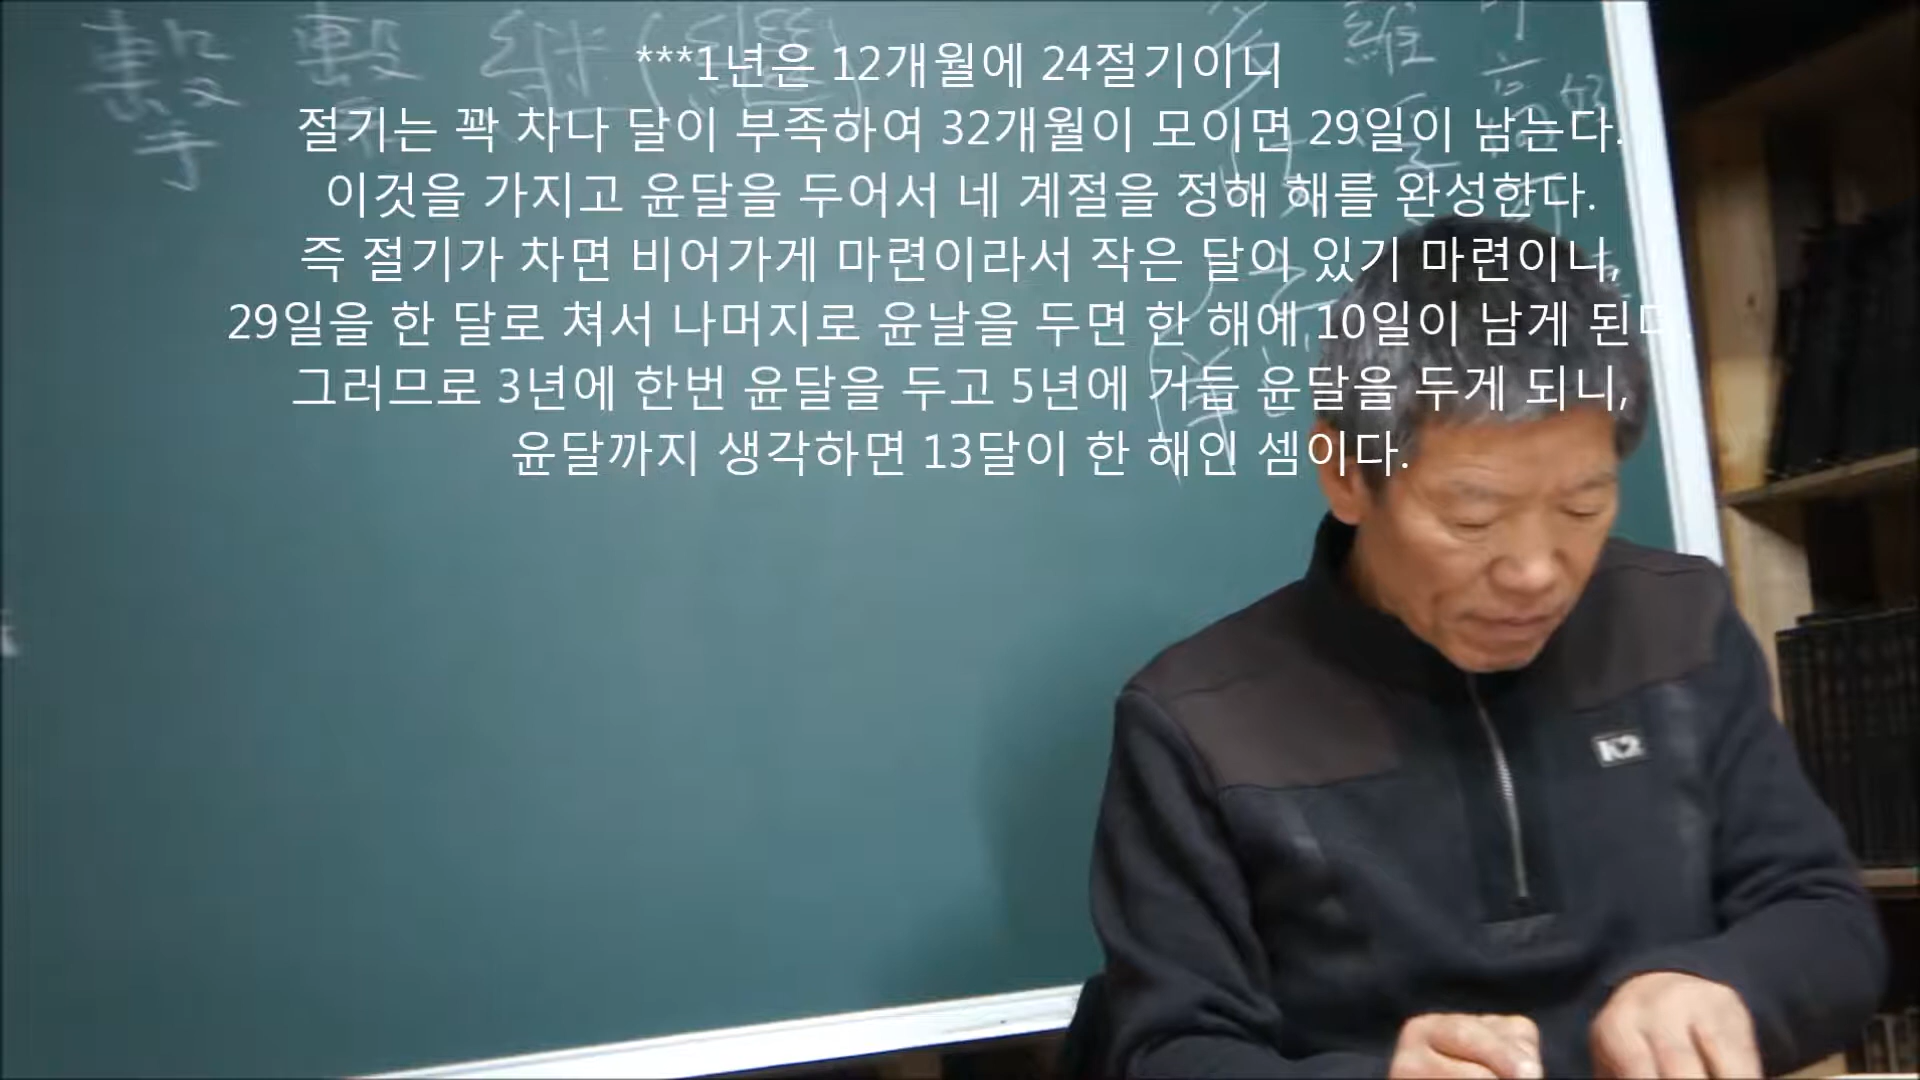 ***1년은 12개월에 24절기이니
절기는 꽉 차나 달이 부족하여 32개월이 모이면 29일이 남는다.
이것을 가지고 윤달을 두어서 네 계절을 정해 해를 완성한다.
즉 절기가 차면 비어가게 마련이라서 작은 달이 있기 마련이니,
29일을 한 달로 쳐서 나머지로 윤날을 두면 한 해에 10일이 남게 된다.
그러므로 3년에 한번 윤달을 두고 5년에 거듭 윤달을 두게 되니,
윤달까지 생각하면 13달이 한 해인 셈이다.
K2